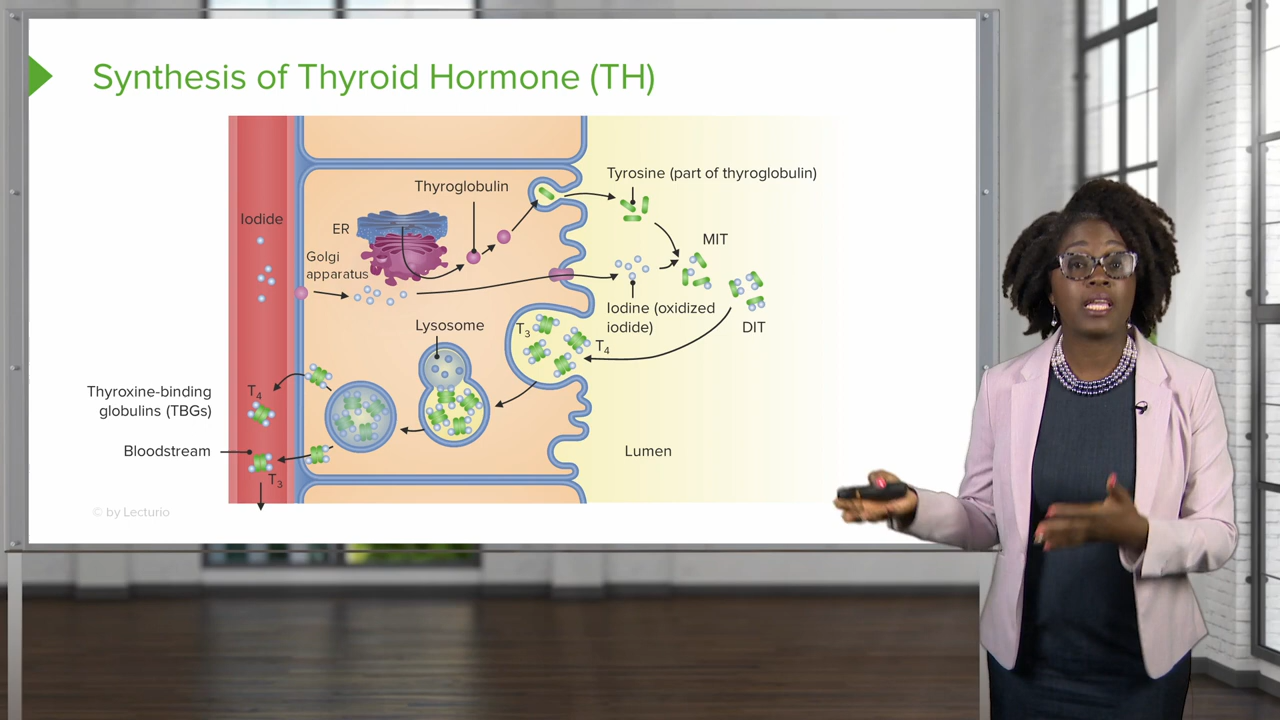 Synthesis of Thyroid Hormone (TH)
Tyrosine (part of thyroglobulin)
Thyroglobulin
Iodide
ER
Golgi
apparatus
MIT
Iodine (oxidized
iodide)
DIT
Lysosome
T3
T4
Thyroxine-binding
globulins (TBGs)
T4
Bloodstream
Lumen
T3
© by Lecturio